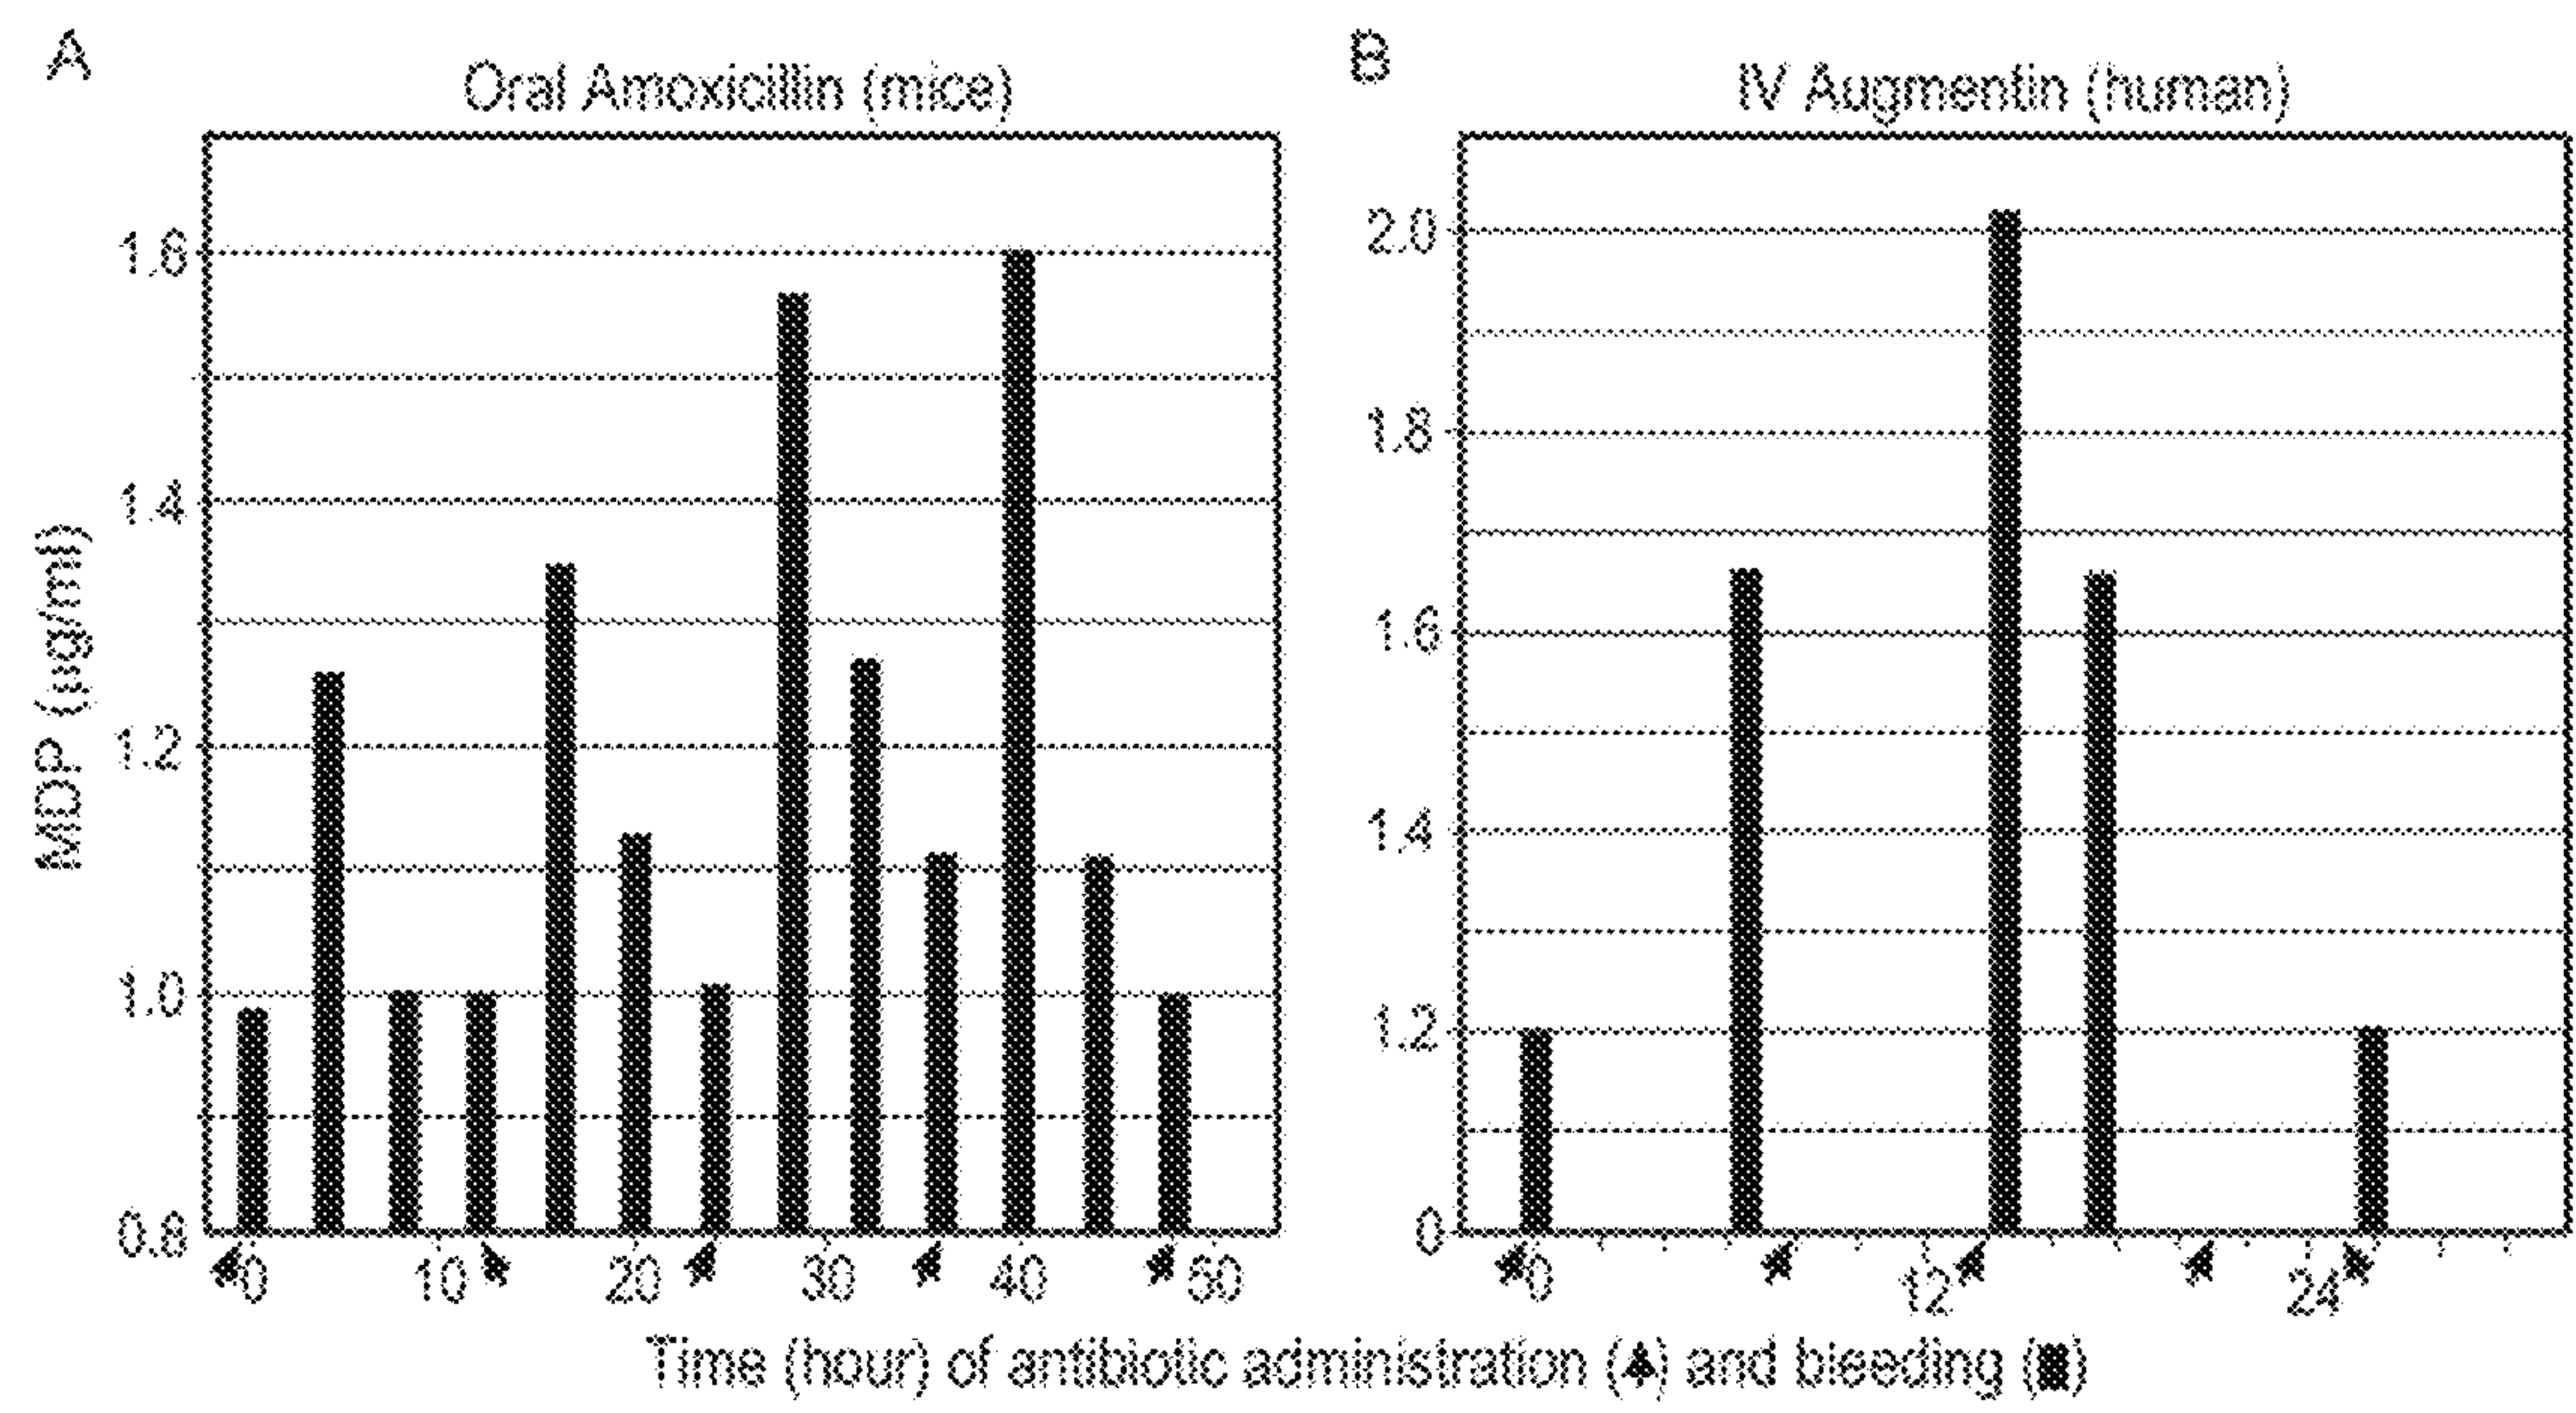 A
Oral Amoxicillin (mice)
MDP (µg/ml)
1.6
1.4
1.2
1.0
0.8
0 10 20 30 40 50
B
IV Augmentin (human)
2.0
1.8
1.6
1.4
1.2
0
0 12 24
Time (hour) of antibiotic administration (▲) and bleeding (■)